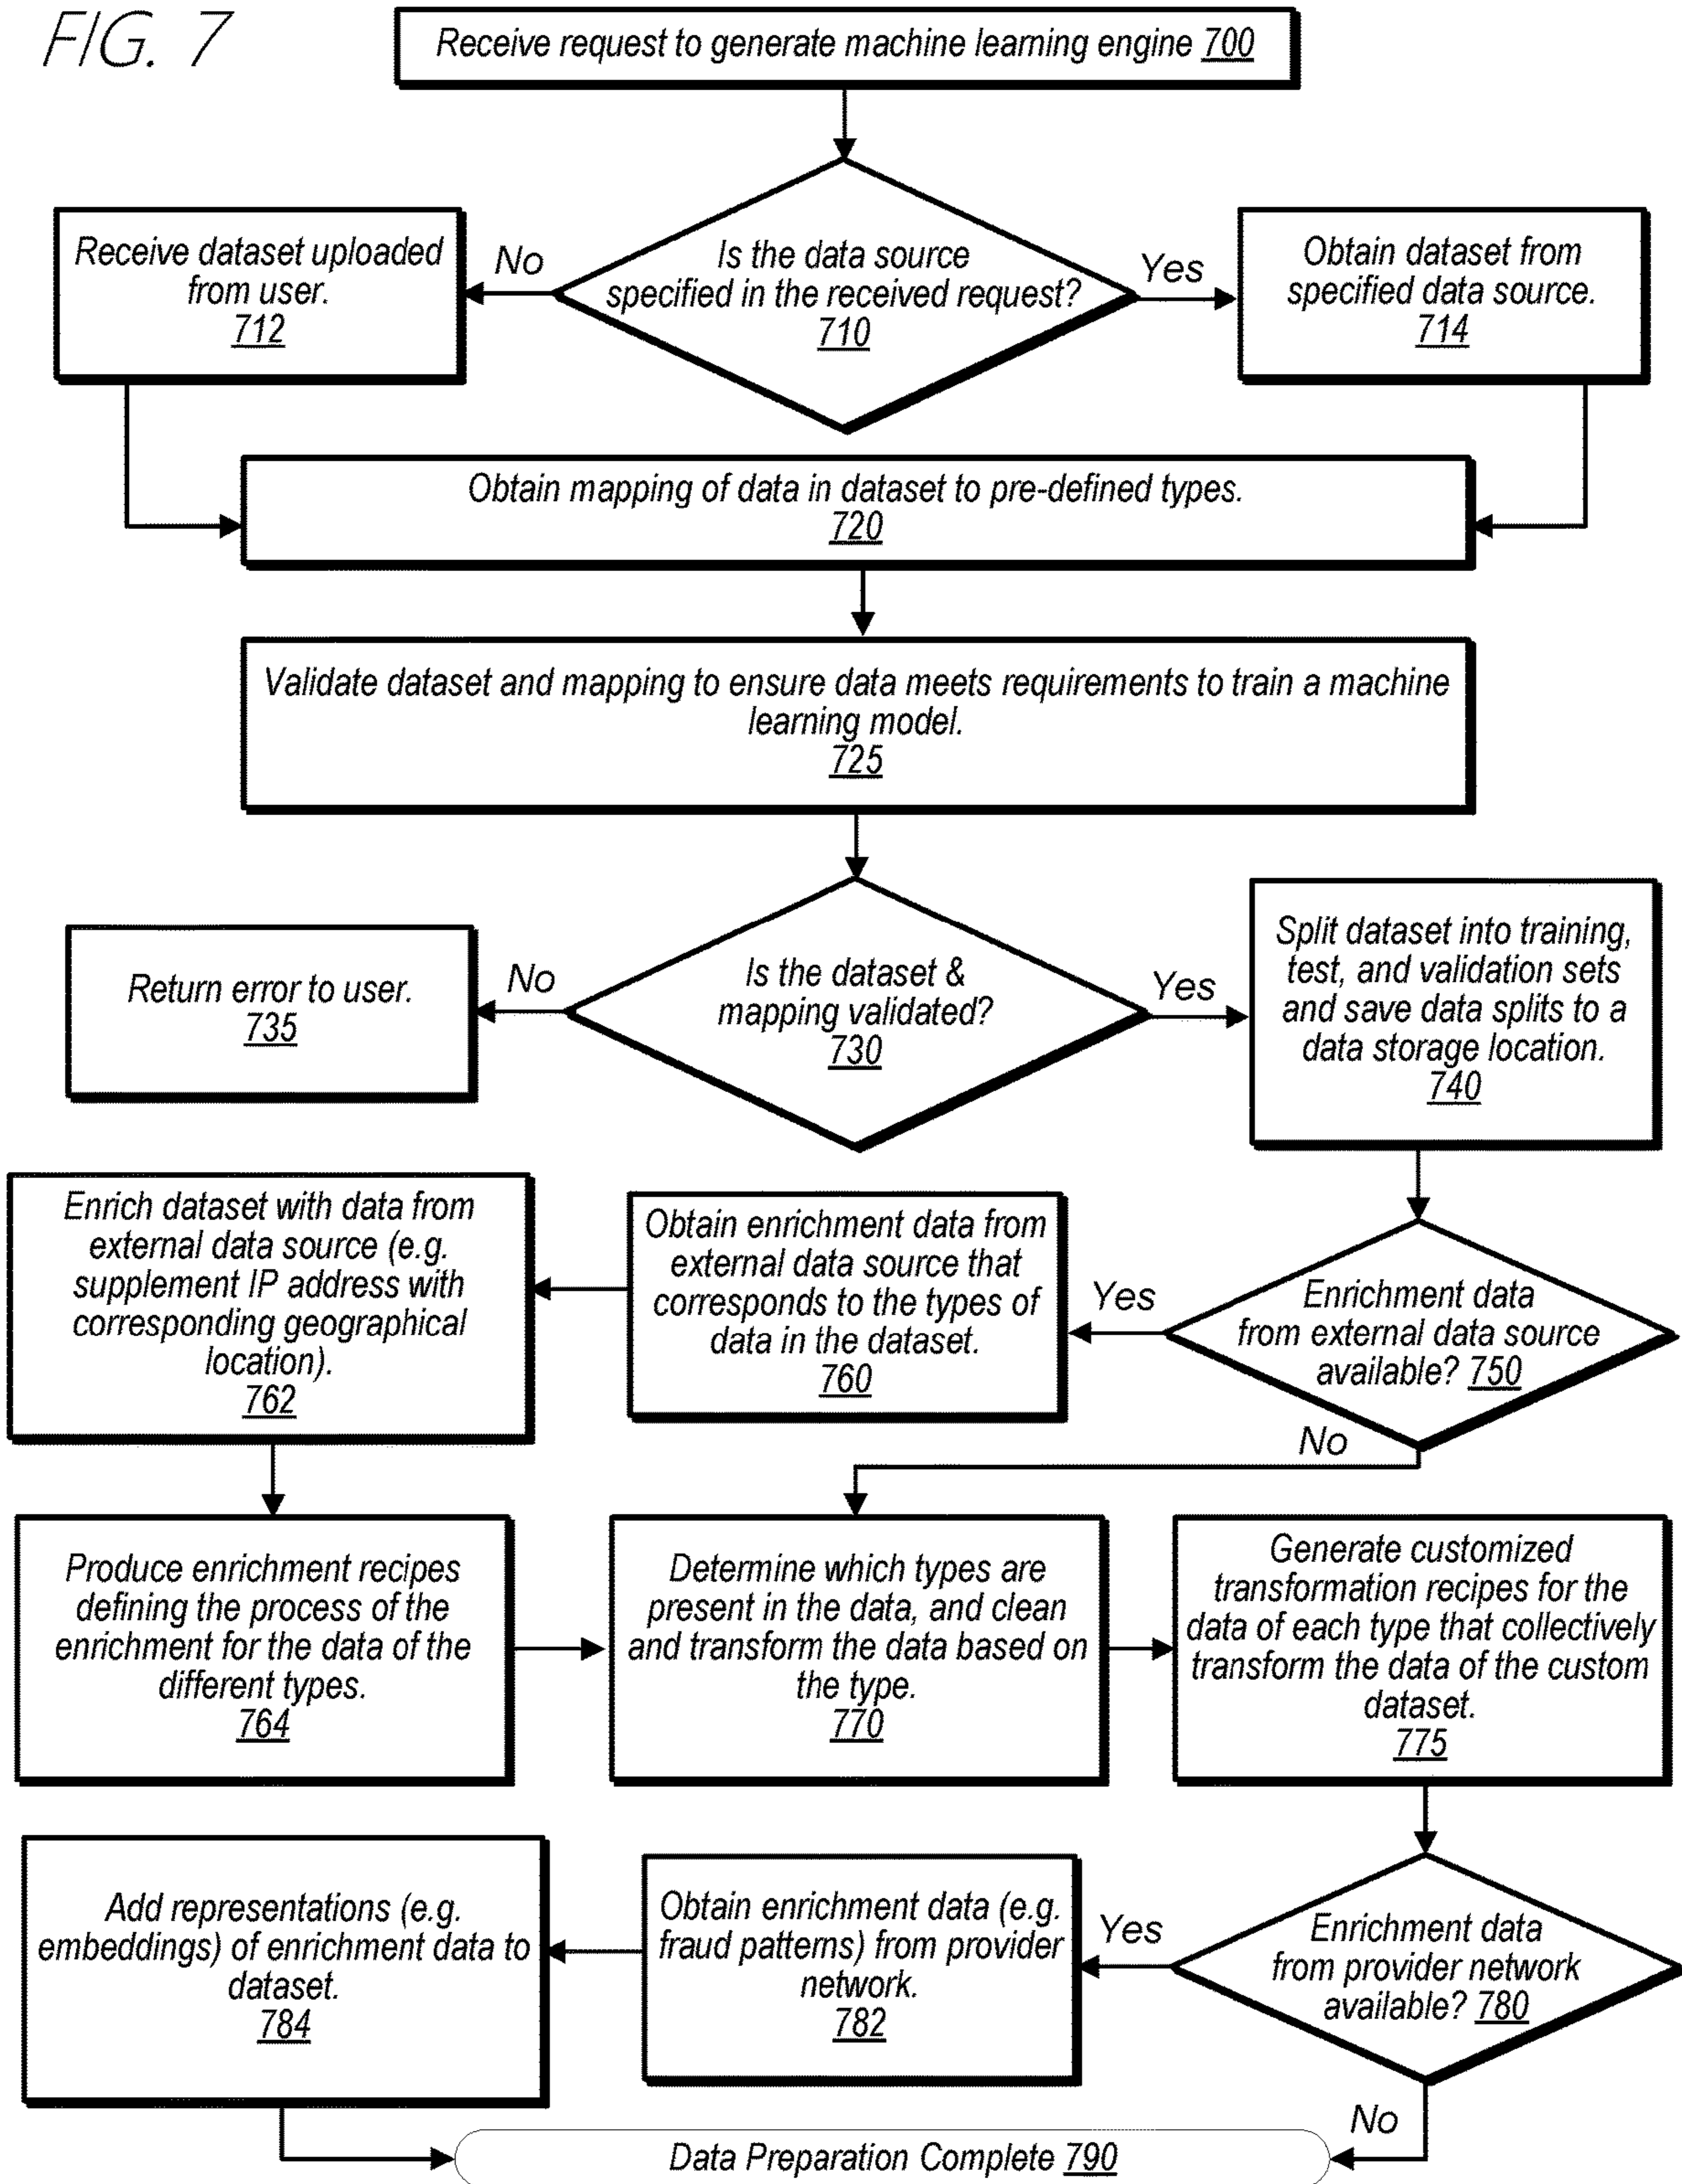 FIG. 7
Receive request to generate machine learning engine 700
Receive dataset uploaded
from user.
712
No
Is the data source
specified in the received request?
710
Yes
Obtain dataset from
specified data source.
714
Obtain mapping of data in dataset to pre-defined types.
720
Validate dataset and mapping to ensure data meets requirements to train a machine
learning model.
725
Return error to user.
735
No
Is the dataset &
mapping validated?
730
Yes
Split dataset into training,
test, and validation sets
and save data splits to a
data storage location.
740
Enrich dataset with data from
external data source (e.g.
supplement IP address with
corresponding geographical
location).
762
Obtain enrichment data from
external data source that
corresponds to the types of
data in the dataset.
760
Yes
Enrichment data
from external data source
available? 750
No
Produce enrichment recipes
defining the process of the
enrichment for the data of the
different types.
764
Determine which types are
present in the data, and clean
and transform the data based on
the type.
770
Generate customized
transformation recipes for the
data of each type that collectively
transform the data of the custom
dataset.
775
Add representations (e.g.
embeddings) of enrichment data to
dataset.
784
Obtain enrichment data (e.g.
fraud patterns) from provider
network.
782
Yes
Enrichment data
from provider network
available? 780
No
Data Preparation Complete 790